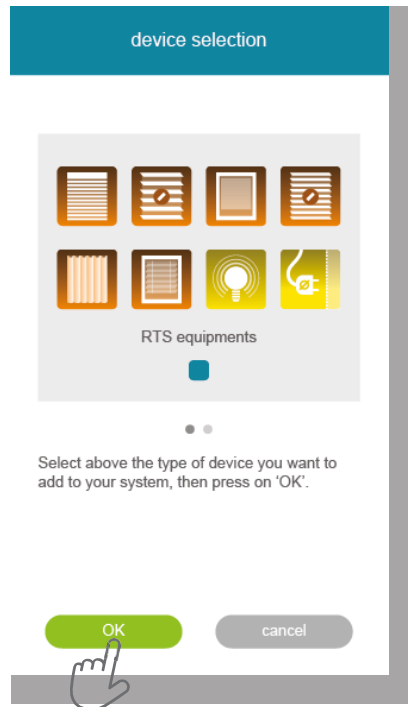 device selection
RTS equipments
Select above the type of device you want to
add to your system, then press on ‘OK’.
OK
cancel